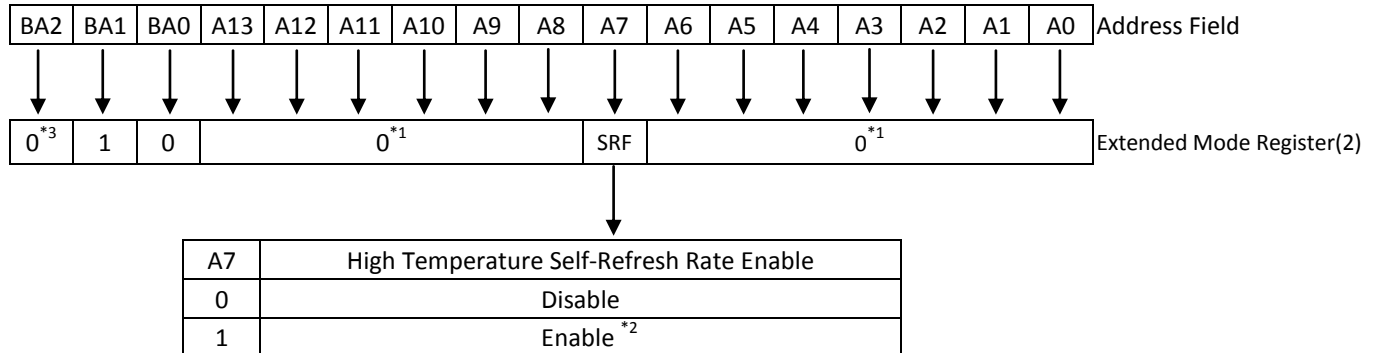 BA2 BA1 BA0 A13 A12 A11 A10 A9 A8 A7 A6 A5 A4 A3 A2 A1 A0 Address Field
0*3 1 0 0*1 SRF 0*1 Extended Mode Register(2)
A7 High Temperature Self-Refresh Rate Enable
0 Disable
1 Enable *2